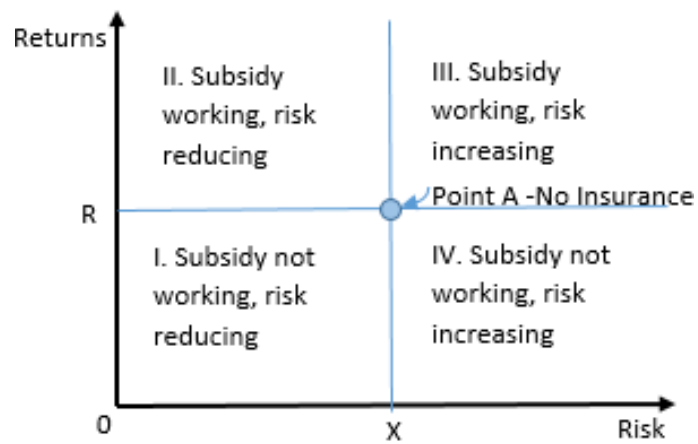 Returns
II. Subsidy
working, risk
reducing
III. Subsidy
working, risk
increasing
Point A -No Insurance
R
I. Subsidy not
working, risk
reducing
IV. Subsidy not
working, risk
increasing
0
X
Risk